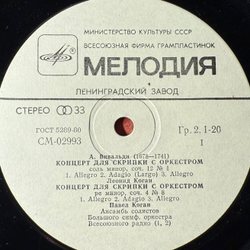 МИНИСТЕРСТВО КУЛЬТУРЫ СССР
ВСЕСОЮЗНАЯ ФИРМА ГРАМПЛАСТИНОК
МЕЛОДИЯ
ЛЕНИНГРАДСКИЙ ЗАВОД
СТЕРЕО 33
ГОСТ 5289-80 Гр. 2. 1-20
СМ-02993 1
А. Вивальди (1678—1741)
КОНЦЕРТ ДЛЯ СКРИПКИ С ОРКЕСТРОМ
соль минор, соч. 12 № 1
1. Allegro 2. Adagio (Largo) 3. Allegro
Леонид Коган
КОНЦЕРТ ДЛЯ СКРИПКИ С ОРКЕСТРОМ
ре минор, соч. 4 № 8
1. Allegro 2. Adagio 3. Allegro
Павел Коган
Ансамбль солистов
Большого симф. оркестра
Всесоюзного радио (1, 2)